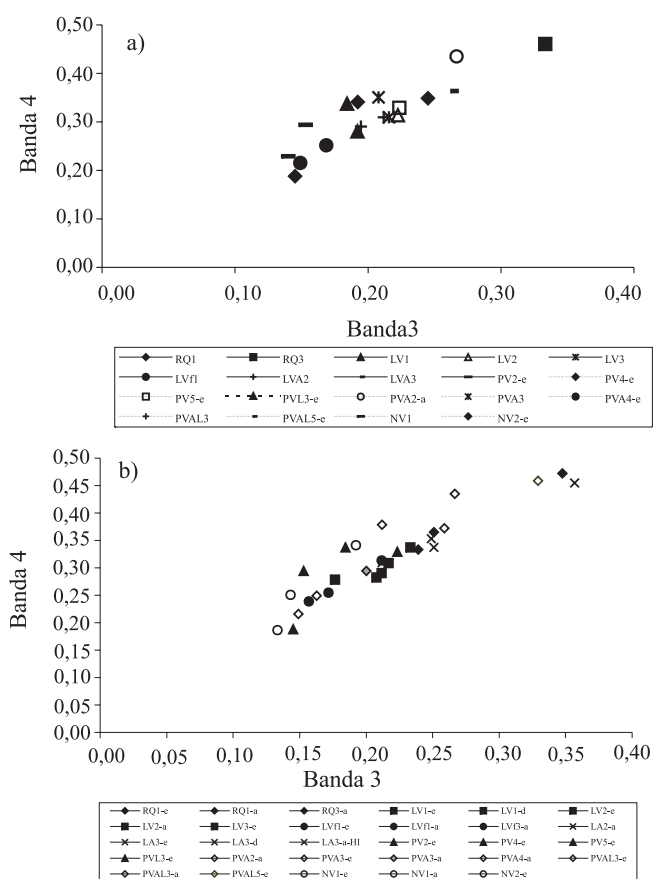 a)
0,50
0,40
0,30
0,20
0,10
0,00
Banda 4
0,00 0,10 0,20 0,30 0,40
Banda3
RQ1 RQ3 LV1 LV2 LV3
LVf1 LVA2 LVA3 PV2-e PV4-e
PV5-e PVL3-e PVA2-a PVA3 PVA4-e
PVAL3 PVAL5-e NV1 NV2-e
b)
0,50
0,45
0,40
0,35
0,30
0,25
0,20
0,15
0,10
0,05
0,00
Banda 4
0,00 0,05 0,10 0,15 0,20 0,25 0,30 0,35 0,40
Banda 3
RQ1-e RQ1-a RQ3-a LV1-e LV1-d LV2-e
LV2-a LV3-e LVf1-e LVf1-a LVf3-a LA2-a
LA3-e LA3-d LA3-a-HI PV2-e PV4-e PV5-e
PVL3-e PVA2-a PVA3-e PVA3-a PVA4-a PVAL3-e
PVAL3-a PVAL5-e NV1-e NV1-a NV2-e